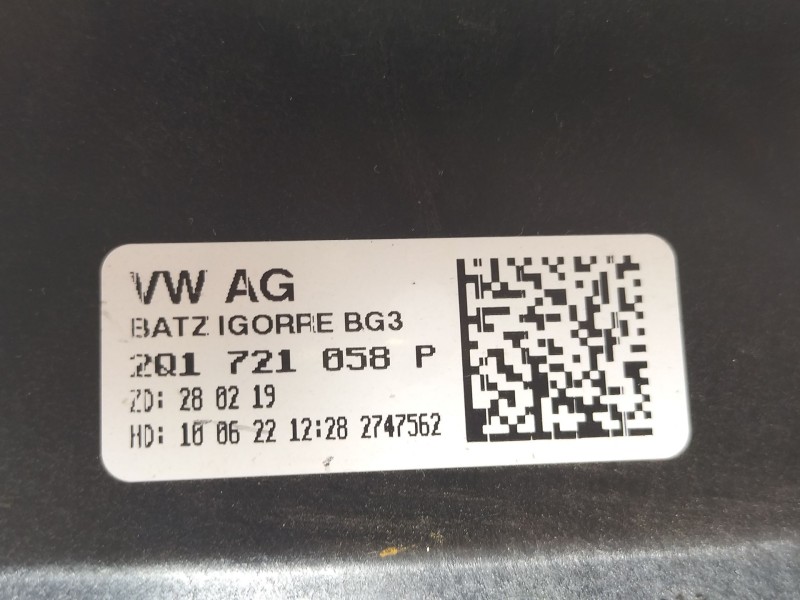 VW AG
BATZ IGORRE BG3
2Q1 721 058 P
ZD: 28 02 19
HD: 10 06 22 12:28 2747562